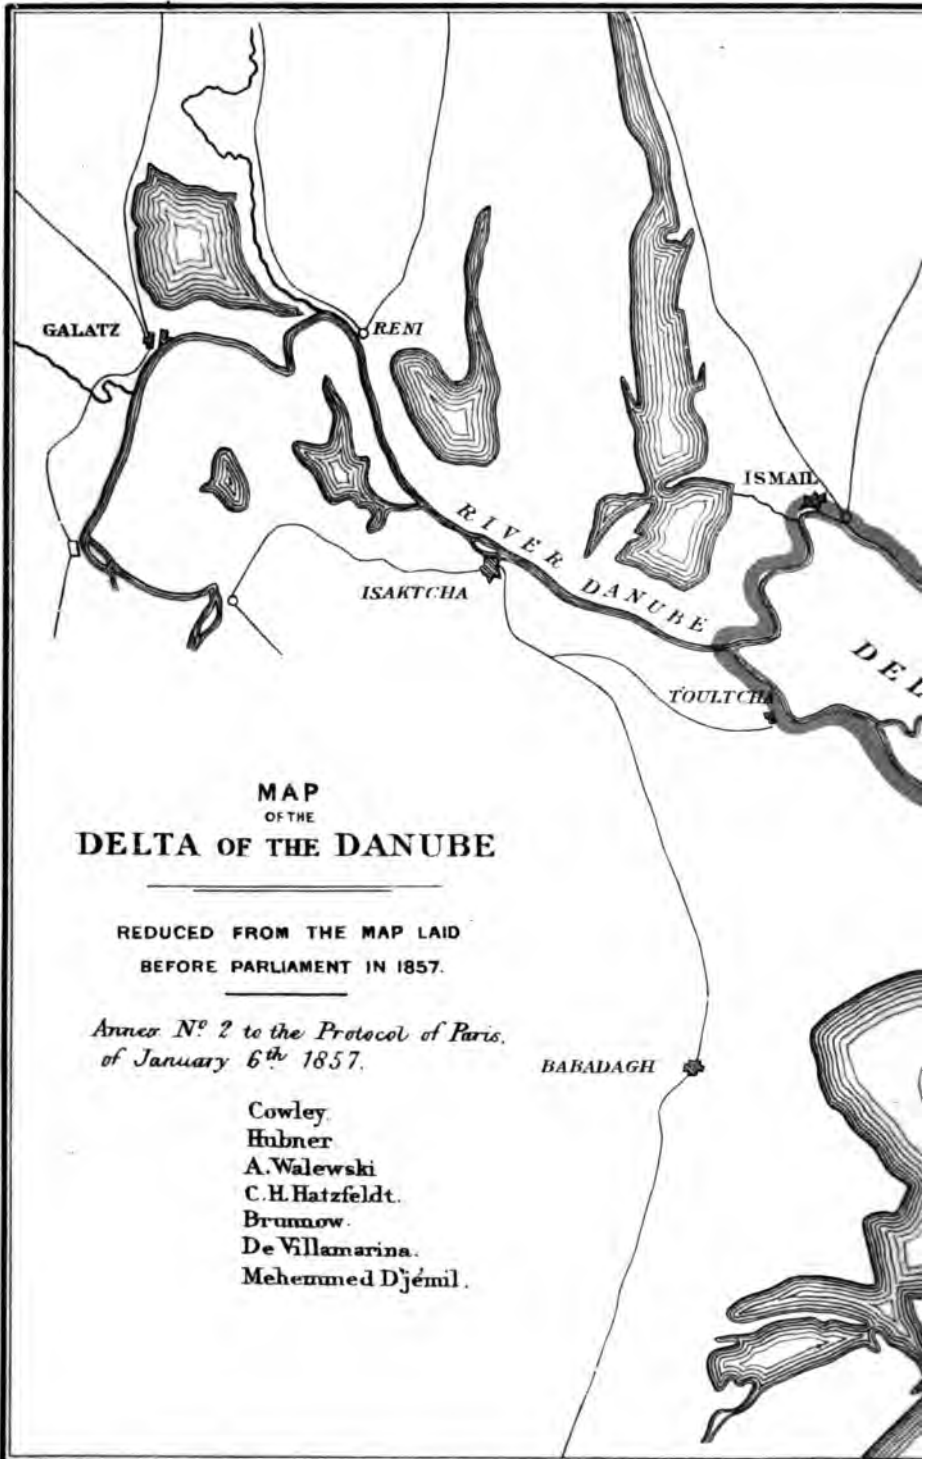 GALATZ
RENI
ISMAIL
RIVER DANUBE
ISAKTCHA
DEL
TOULTCHA
MAP
OF THE
DELTA OF THE DANUBE
REDUCED FROM THE MAP LAID
BEFORE PARLIAMENT IN 1857.
Annex Nº 2 to the Protocol of Paris.
of January 6th 1857.
BABADAGH
Cowley.
Hubner
A. Walewski
C.H. Hatzfeldt.
Brunnow.
De Villamarina.
Mehemmed D'jémil.